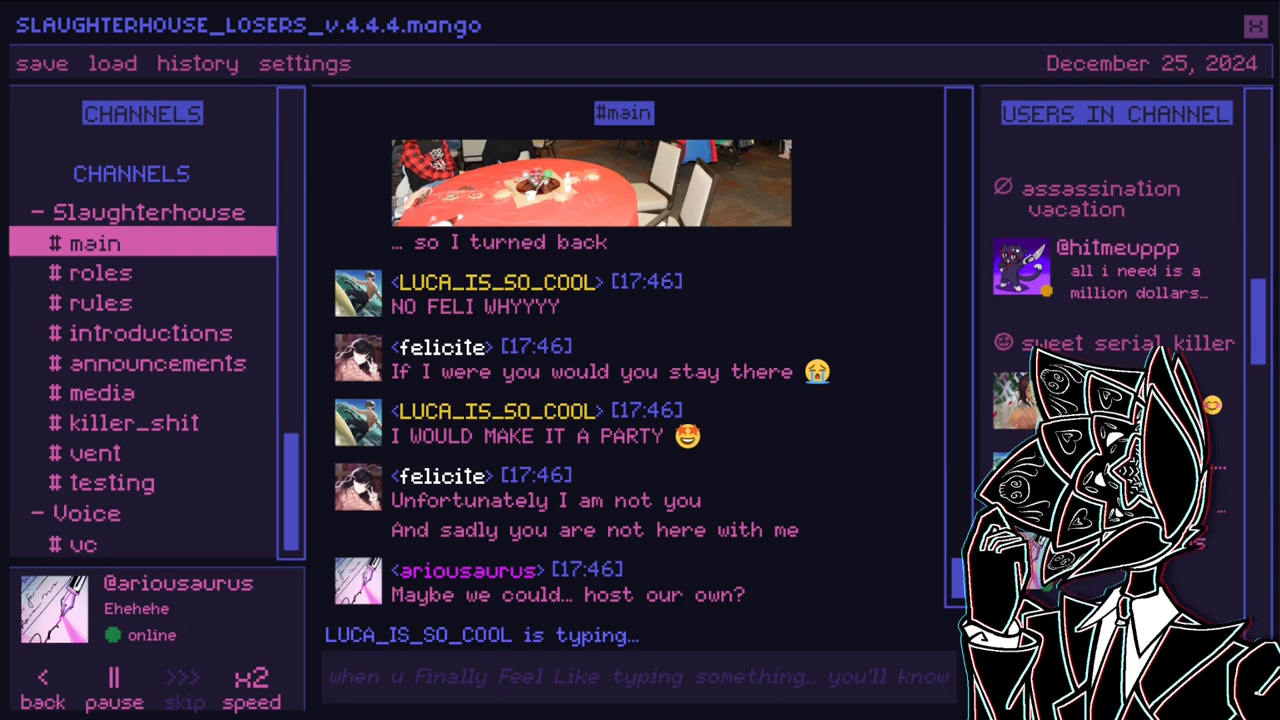 SLAUGHTERHOUSE_LOSERS_v.4.4.4.mango
x
save load history settings
December 25, 2024
CHANNELS
CHANNELS
- Slaughterhouse
# main
# roles
# rules
# introductions
# announcements
# media
# killer_shit
# vent
# testing
- Voice
# vc
@ariousaurus
Ehehehe
online
< || >>> x2
back pause skip speed
#main
... so I turned back
<LUCA_IS_SO_COOL> [17:46]
NO FELI WHYYYY
<felicite> [17:46]
If I were you would you stay there 😭
<LUCA_IS_SO_COOL> [17:46]
I WOULD MAKE IT A PARTY 🤩
<felicite> [17:46]
Unfortunately I am not you
And sadly you are not here with me
<ariousaurus> [17:46]
Maybe we could... host our own?
LUCA_IS_SO_COOL is typing...
when u Finally Feel Like typing something... you'll know
USERS IN CHANNEL
assassination
vacation
@hitmeuppp
all i need is a
million dollars...
sweet serial killer